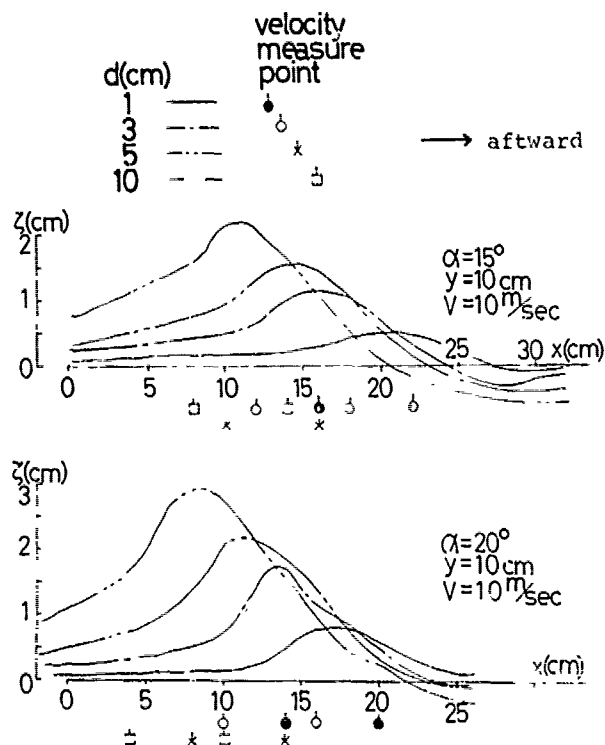 velocity
measure
point
d(cm)
1
3
5
10
→ aftward
ζ(cm)
2
1
0
α=15°
y=10 cm
V=10 m/sec
0 5 10 15 20 25 30 x(cm)
ζ(cm)
3
2
1
0
α=20°
y=10 cm
V=10 m/sec
0 5 10 15 20 25 x(cm)